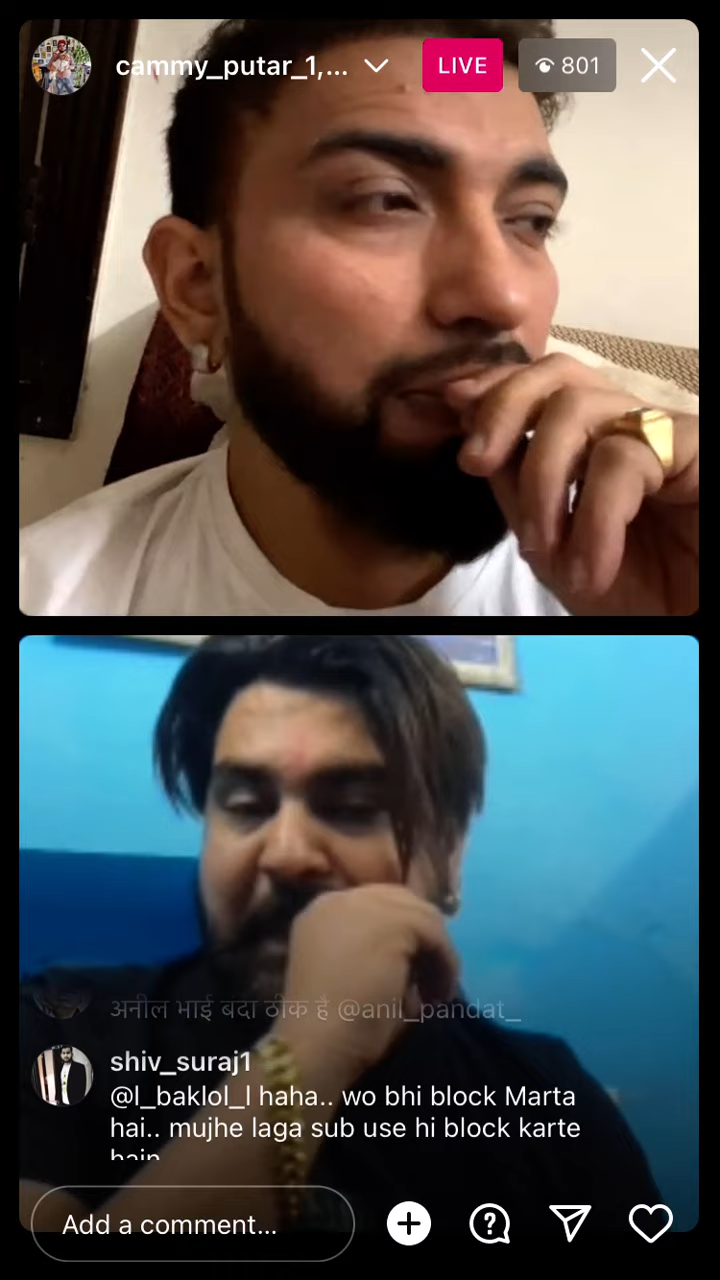 cammy_putar_1,... LIVE 801
अनील भाई बदा ठीक है @anil_pandat_
shiv_suraj1
@l_baklol_l haha.. wo bhi block Marta
hai.. mujhe laga sub use hi block karte
hain
Add a comment...